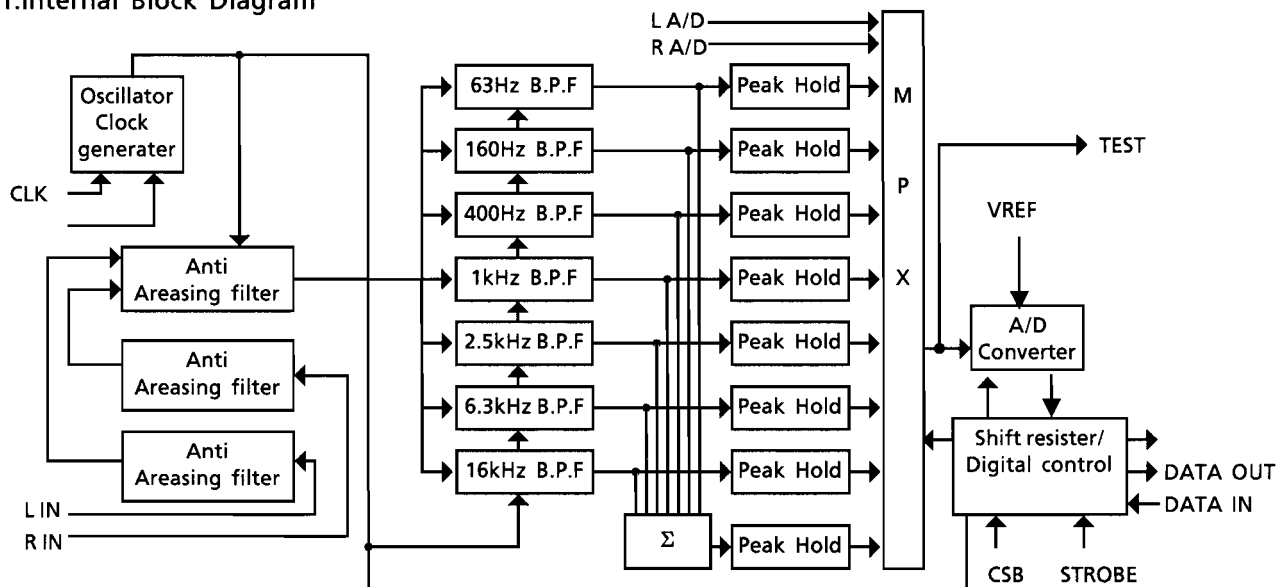 1.Internal Block Diagram
L A/D
R A/D
Oscillator
Clock
generater
CLK
63Hz B.P.F
160Hz B.P.F
400Hz B.P.F
1kHz B.P.F
2.5kHz B.P.F
6.3kHz B.P.F
16kHz B.P.F
Peak Hold
Peak Hold
Peak Hold
Peak Hold
Peak Hold
Peak Hold
Peak Hold
Peak Hold
M
P
X
TEST
VREF
A/D
Converter
Anti
Areasing filter
Anti
Areasing filter
Anti
Areasing filter
L IN
R IN
Σ
Shift resister/
Digital control
DATA OUT
DATA IN
CSB
STROBE